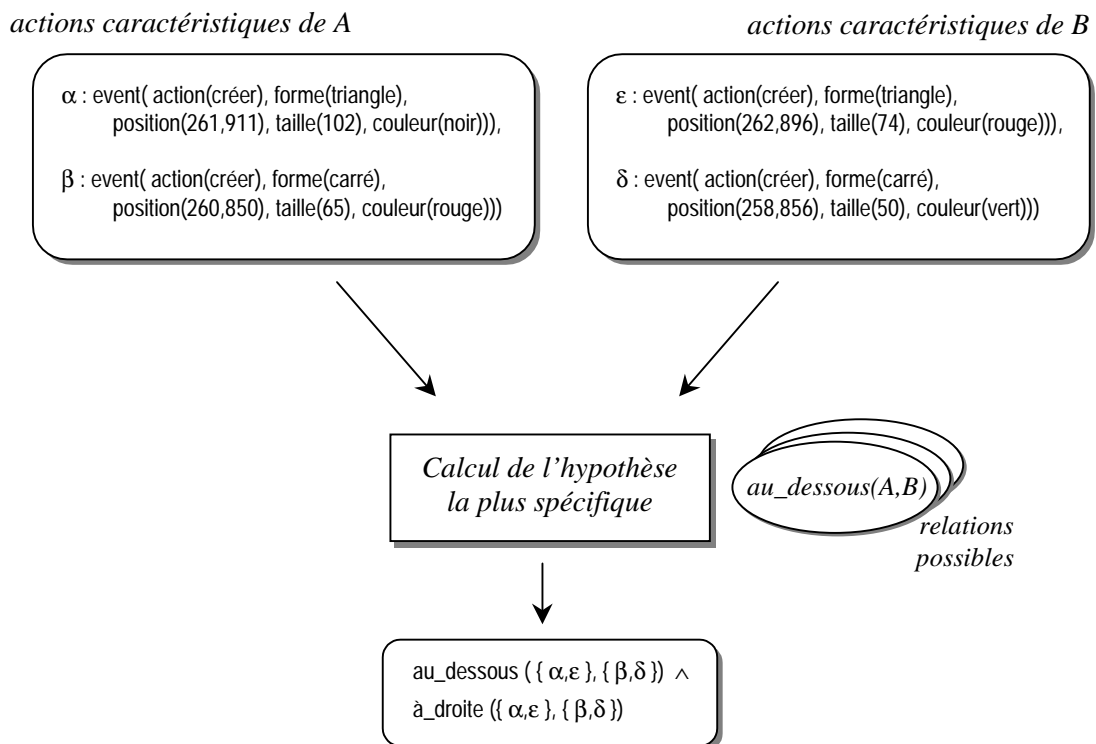 actions caractéristiques de A
actions caractéristiques de B
α : event( action(créer), forme(triangle),
position(261,911), taille(102), couleur(noir))),
β : event( action(créer), forme(carré),
position(260,850), taille(65), couleur(rouge)))
ε : event( action(créer), forme(triangle),
position(262,896), taille(74), couleur(rouge))),
δ : event( action(créer), forme(carré),
position(258,856), taille(50), couleur(vert)))
Calcul de l’hypothèse
la plus spécifique
au_dessous(A,B)
relations
possibles
au_dessous ( { α,ε }, { β,δ }) ∧
à_droite ({ α,ε }, { β,δ })